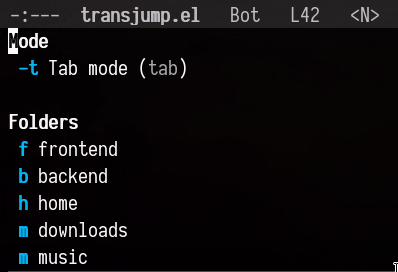 -:--- transjump.el Bot L42 <N>
Mode
-t Tab mode (tab)
Folders
f frontend
b backend
h home
m downloads
m music